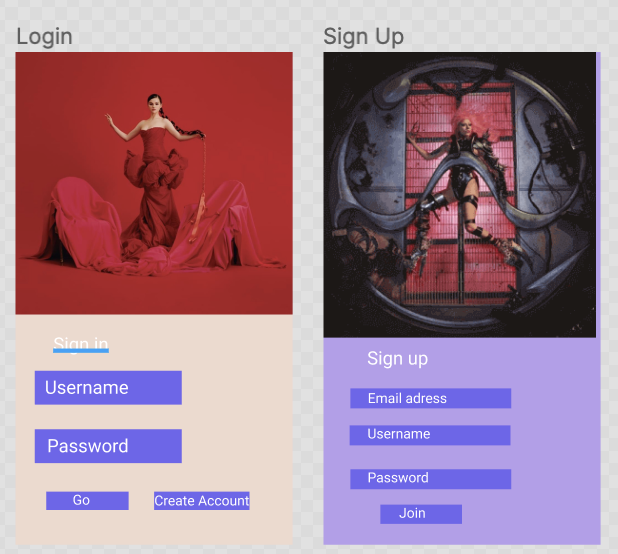 Login
Sign in
Username
Password
Go
Create Account
Sign Up
Sign up
Email adress
Username
Password
Join